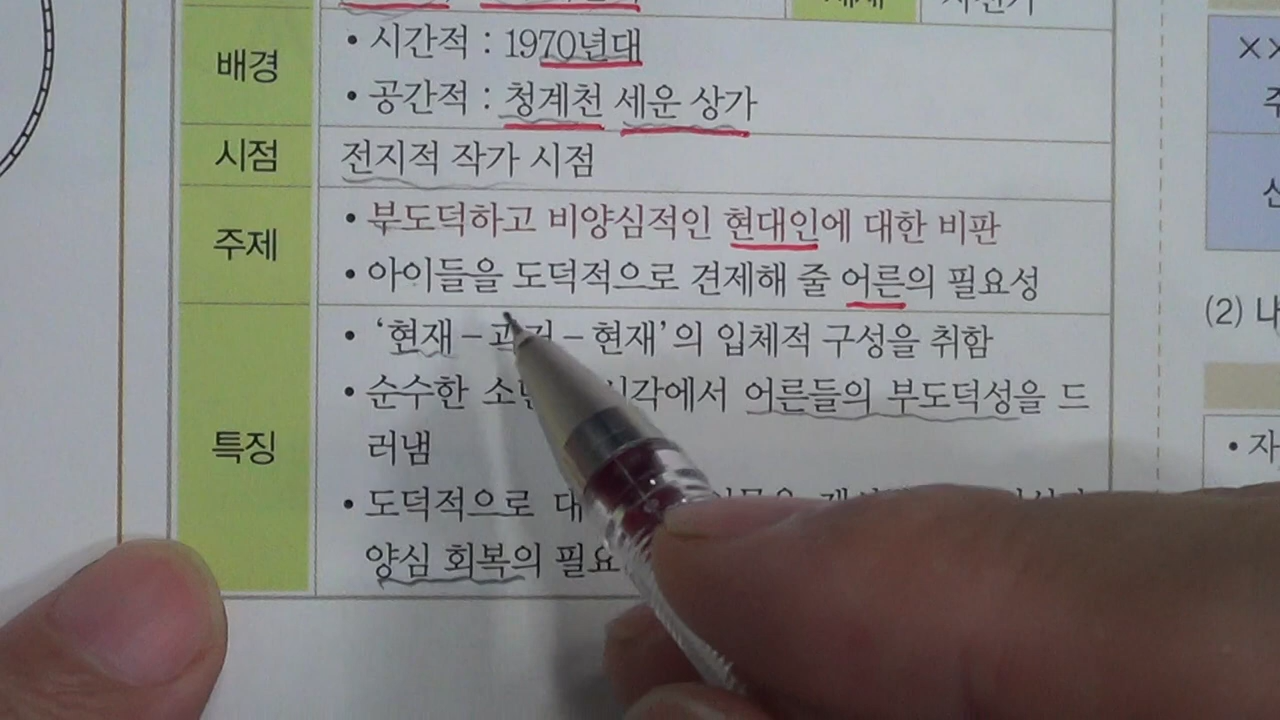 배경
• 시간적 : 1970년대
• 공간적 : 청계천 세운 상가
시점
전지적 작가 시점
주제
• 부도덕하고 비양심적인 현대인에 대한 비판
• 아이들을 도덕적으로 견제해 줄 어른의 필요성
특징
• ‘현재 – – 현재’의 입체적 구성을 취함
• 순수한 시각에서 어른들의 부도덕성을 드
러냄
• 도덕적으로
양심 회복의
××
(2)